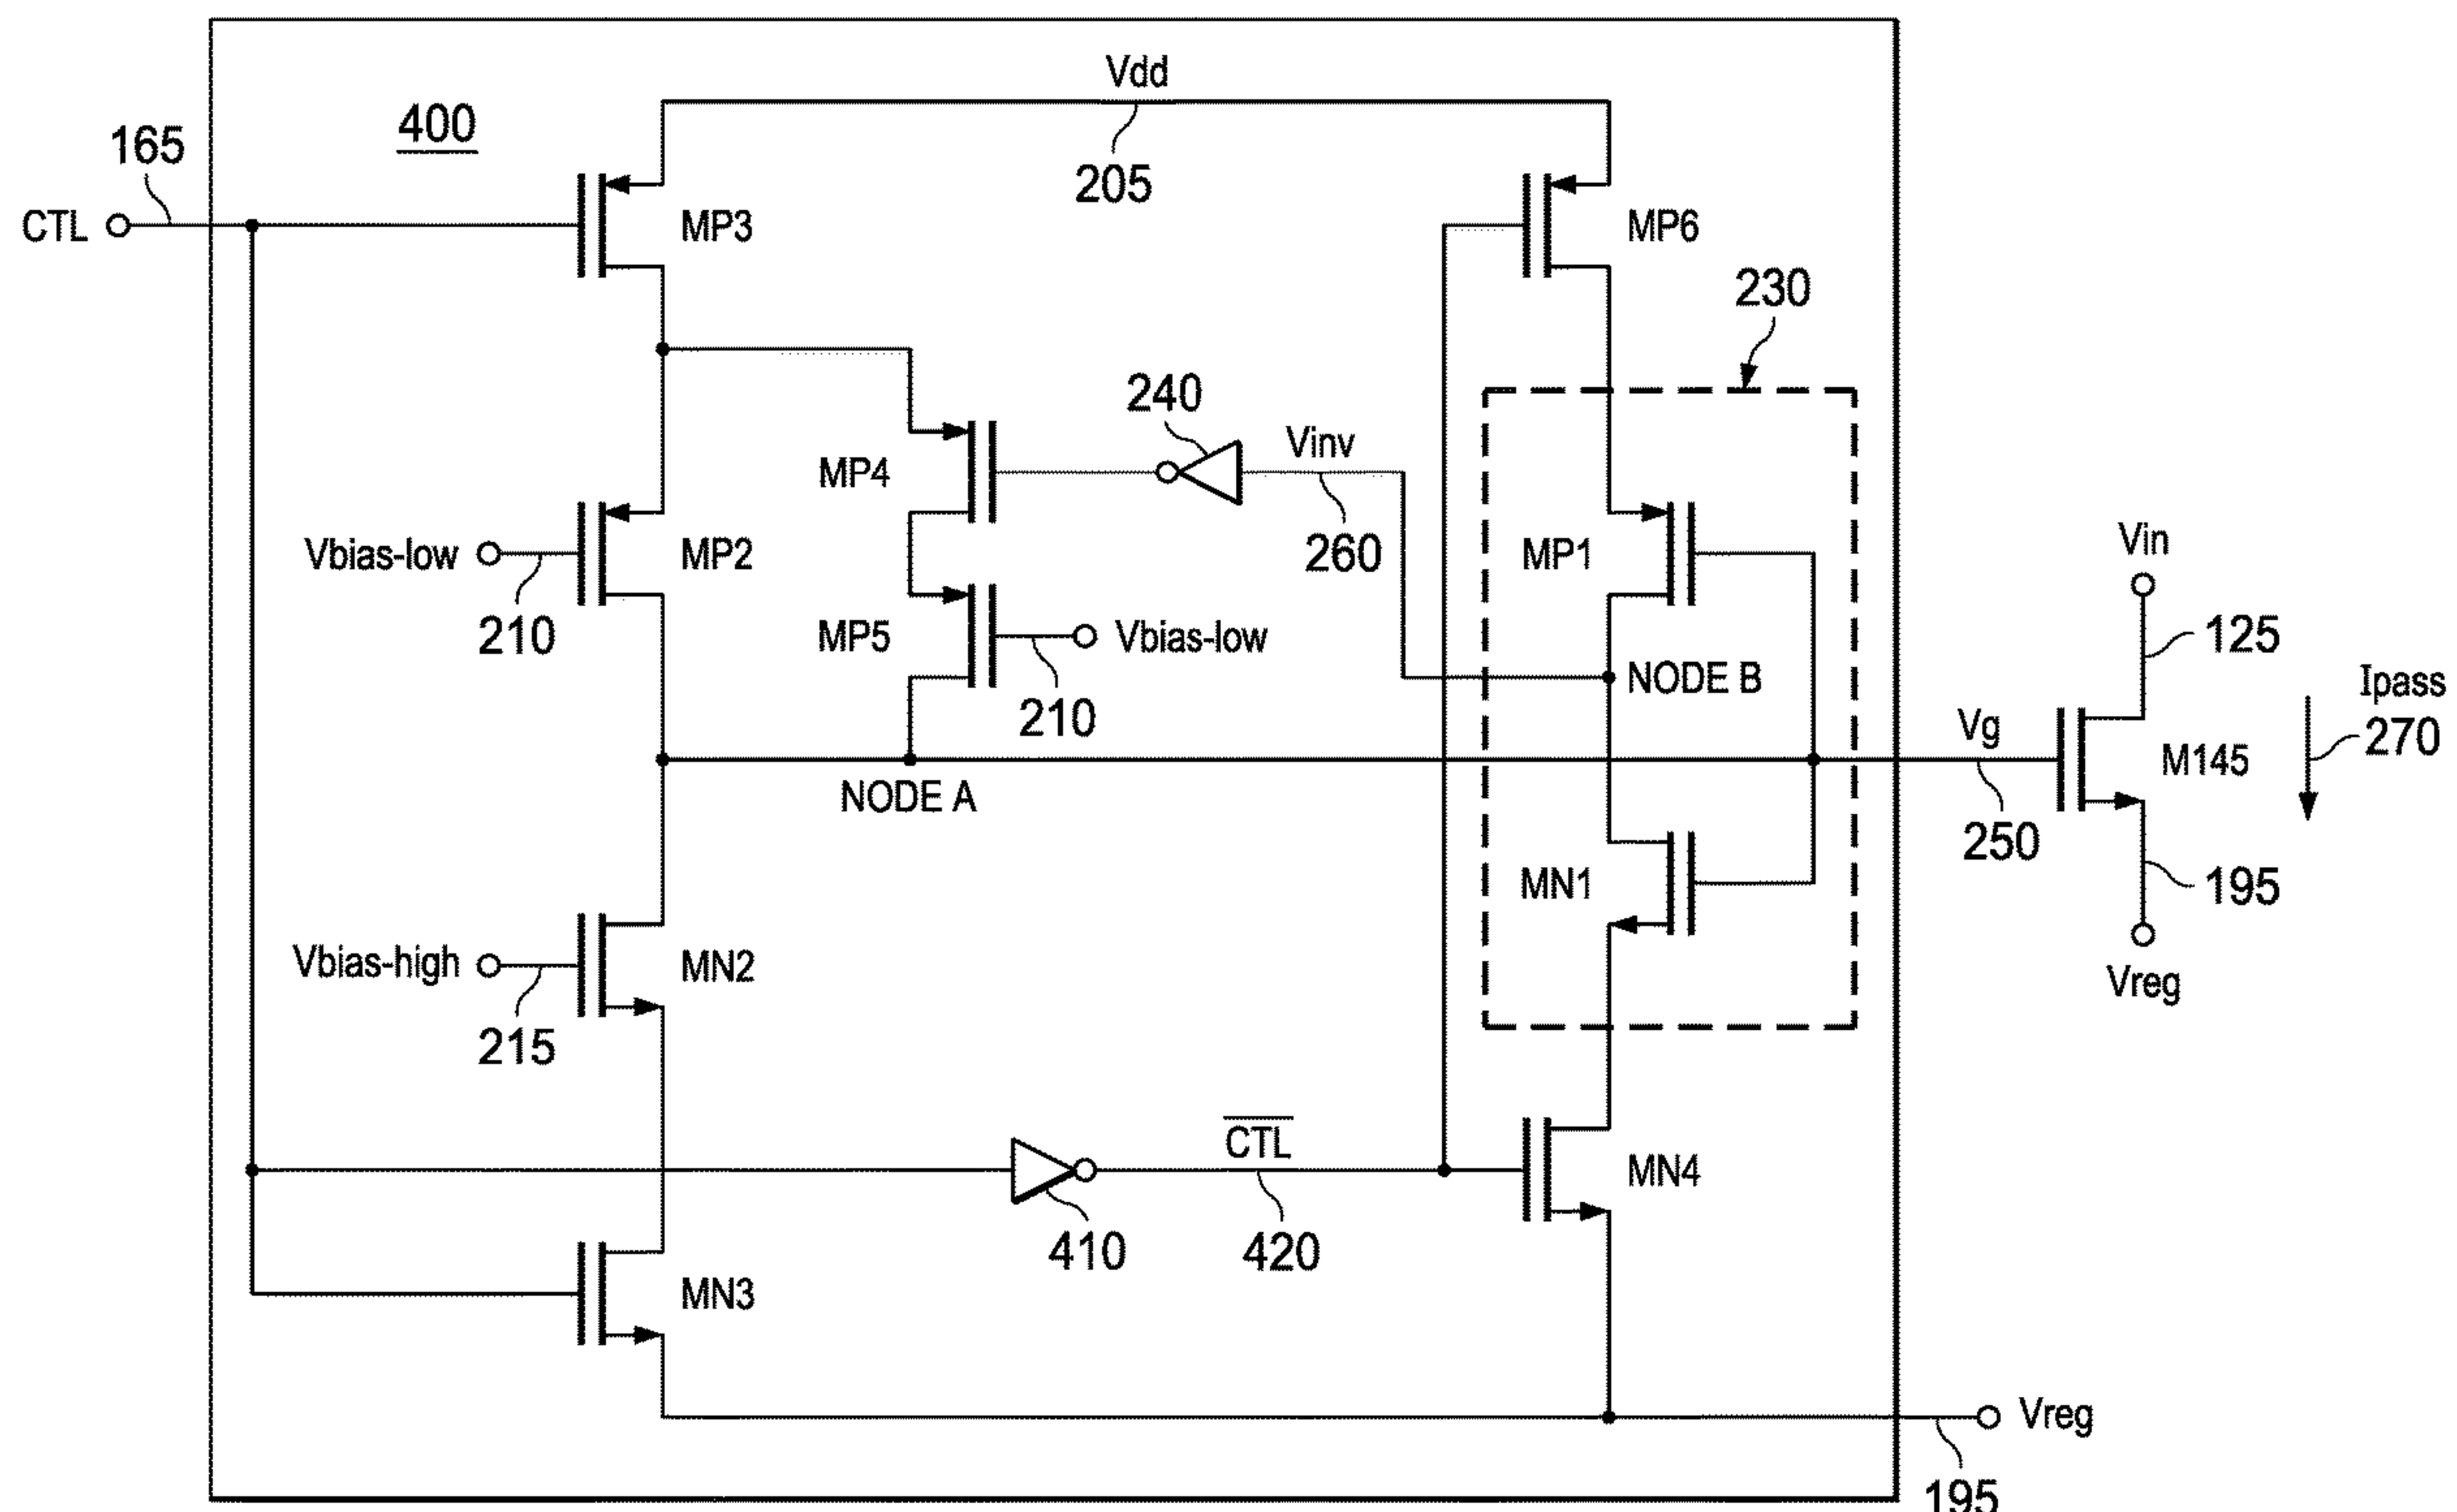 Vdd
400
165
205
CTL
MP3
MP6
230
240
Vinv
MP4
Vbias-low
MP2
260
MP1
Vin
210
MP5
Vbias-low
125
NODE B
Ipass
210
Vg
270
M145
NODE A
250
MN1
195
Vbias-high
MN2
Vreg
215
CTL
MN4
410
420
MN3
Vreg
195